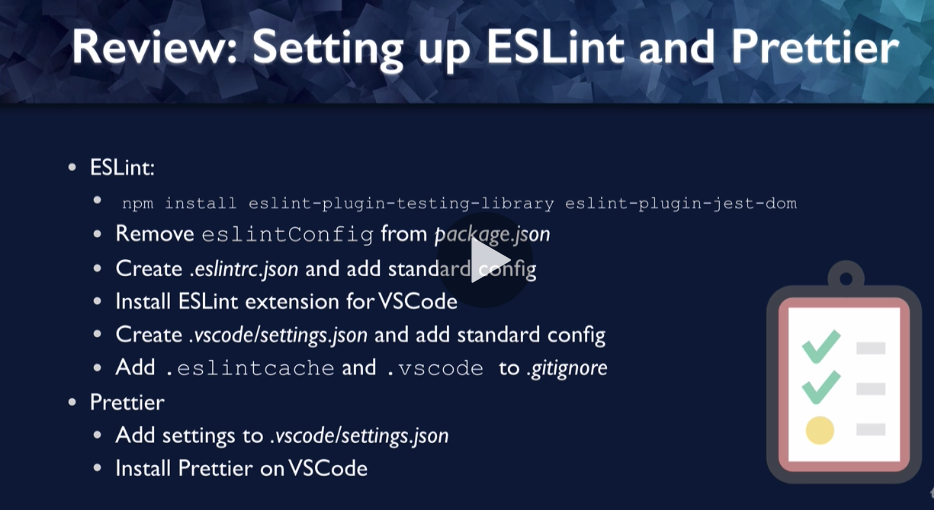 Review: Setting up ESLint and Prettier
• ESLint:
• npm install eslint-plugin-testing-library eslint-plugin-jest-dom
• Remove eslintConfig from package.json
• Create .eslintrc.json and add standard config
• Install ESLint extension for VSCode
• Create .vscode/settings.json and add standard config
• Add .eslintcache and .vscode to .gitignore
• Prettier
• Add settings to .vscode/settings.json
• Install Prettier on VSCode